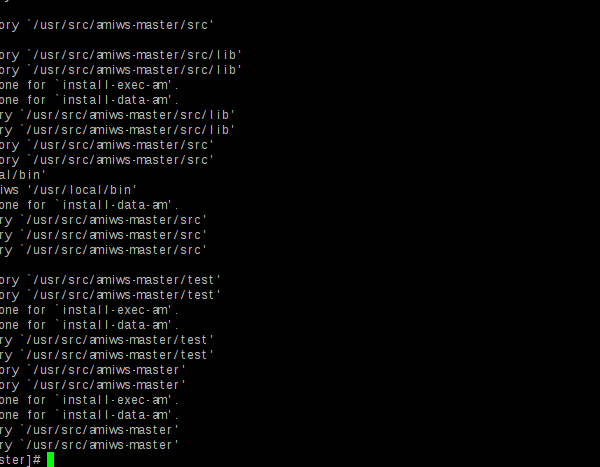 ory `/usr/src/amiws-master/src'
ory `/usr/src/amiws-master/src/lib'
ory `/usr/src/amiws-master/src/lib'
one for `install-exec-am'.
one for `install-data-am'.
ry `/usr/src/amiws-master/src/lib'
ry `/usr/src/amiws-master/src/lib'
ory `/usr/src/amiws-master/src'
ory `/usr/src/amiws-master/src'
al/bin'
iws '/usr/local/bin'
one for `install-data-am'.
ry `/usr/src/amiws-master/src'
ry `/usr/src/amiws-master/src'
ry `/usr/src/amiws-master/src'
ory `/usr/src/amiws-master/test'
ory `/usr/src/amiws-master/test'
one for `install-exec-am'.
one for `install-data-am'.
ry `/usr/src/amiws-master/test'
ry `/usr/src/amiws-master/test'
ory `/usr/src/amiws-master'
ory `/usr/src/amiws-master'
one for `install-exec-am'.
one for `install-data-am'.
ry `/usr/src/amiws-master'
ry `/usr/src/amiws-master'
ster]#